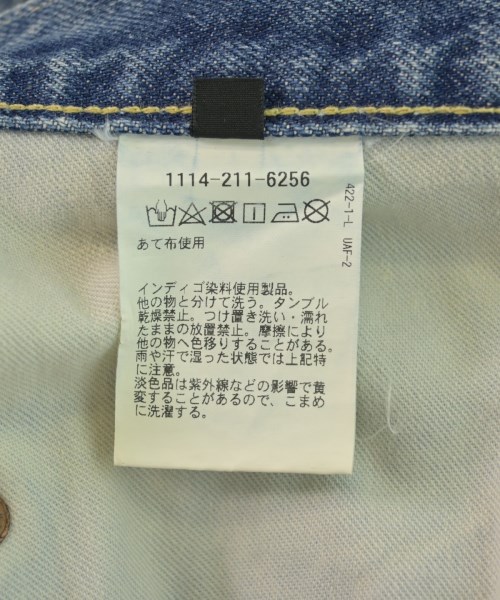 1114-211-6256
あて布使用
インディゴ染料使用製品。
他の物と分けて洗う。タンブル
乾燥禁止。つけ置き洗い・濡れ
たままの放置禁止。摩擦により
他の物へ色移りすることがある。
雨や汗で湿った状態では上記特
に注意。
淡色品は紫外線などの影響で黄
変することがあるので、こまめ
に洗濯する。
422-1-L UAF-2